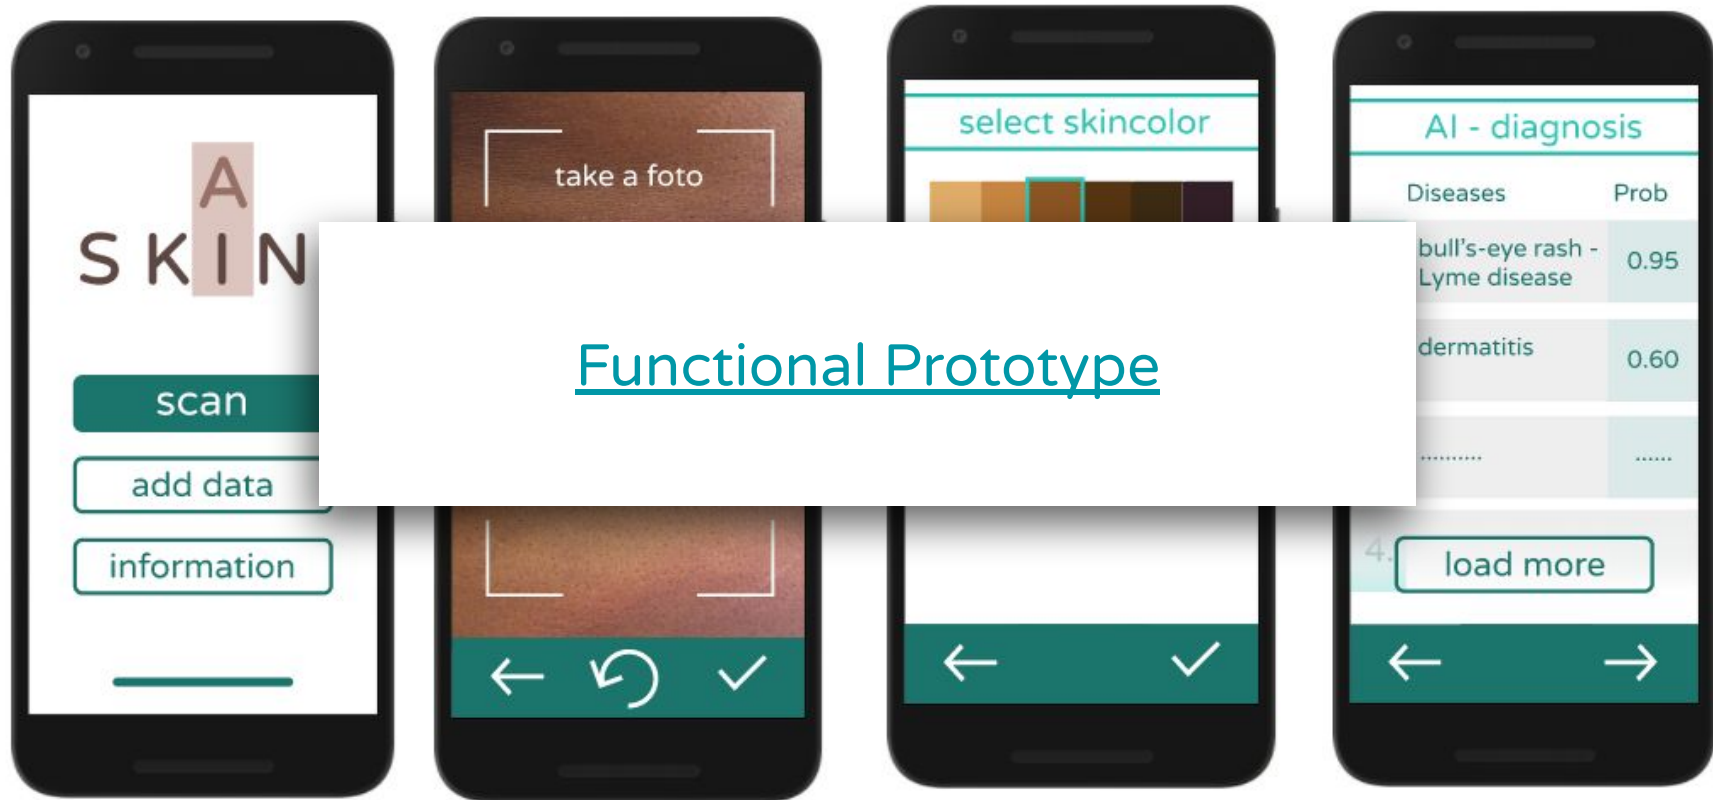 A
SKIN
scan
add data
information
take a foto
select skincolor
Functional Prototype
AI - diagnosis
Diseases Prob
bull's-eye rash -
Lyme disease
0.95
dermatitis
0.60
.......... ......
4.
load more